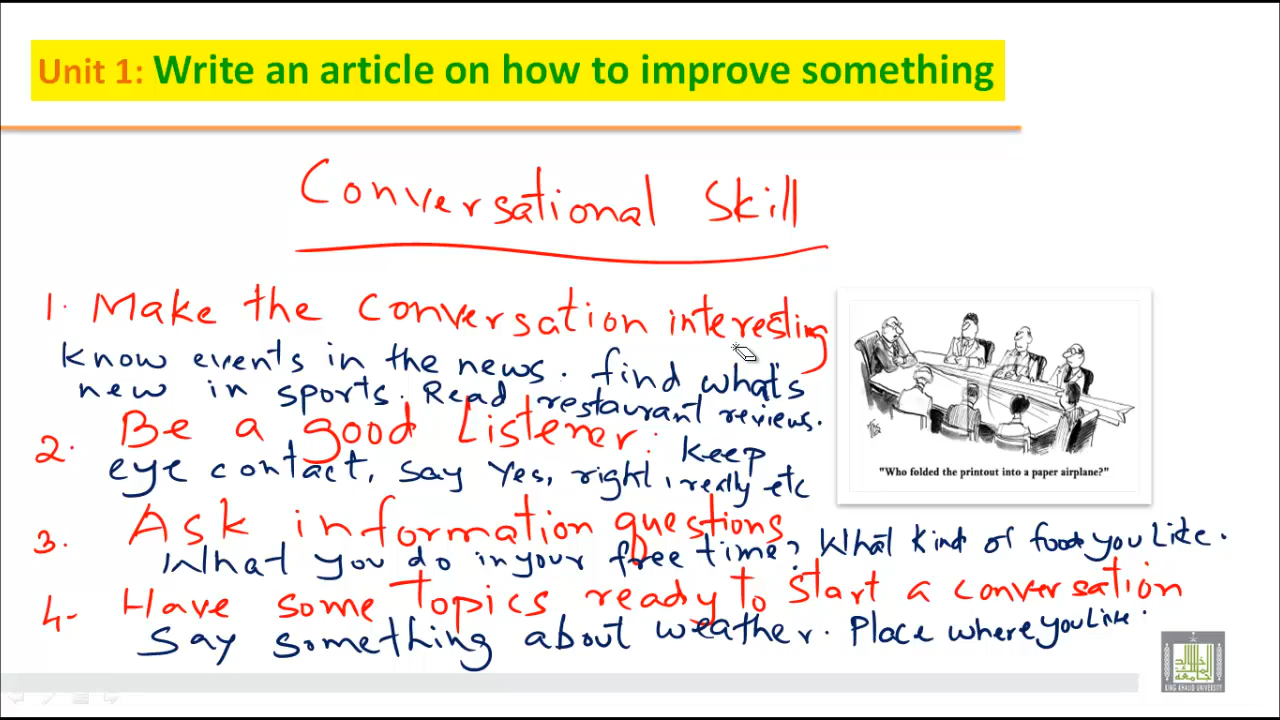 Unit 1: Write an article on how to improve something
Conversational Skill
1. Make the conversation interesting
Know events in the news. find what's
new in sports. Read restaurant reviews.
2. Be a good Listener. Keep
eye contact, say Yes, right, really etc
3. Ask information questions
What you do in your free time? What kind of food you Like.
4. Have some Topics ready to start a conversation
Say something about weather. Place where you Live.
"Who folded the printout into a paper airplane?"
KING KHALID UNIVERSITY